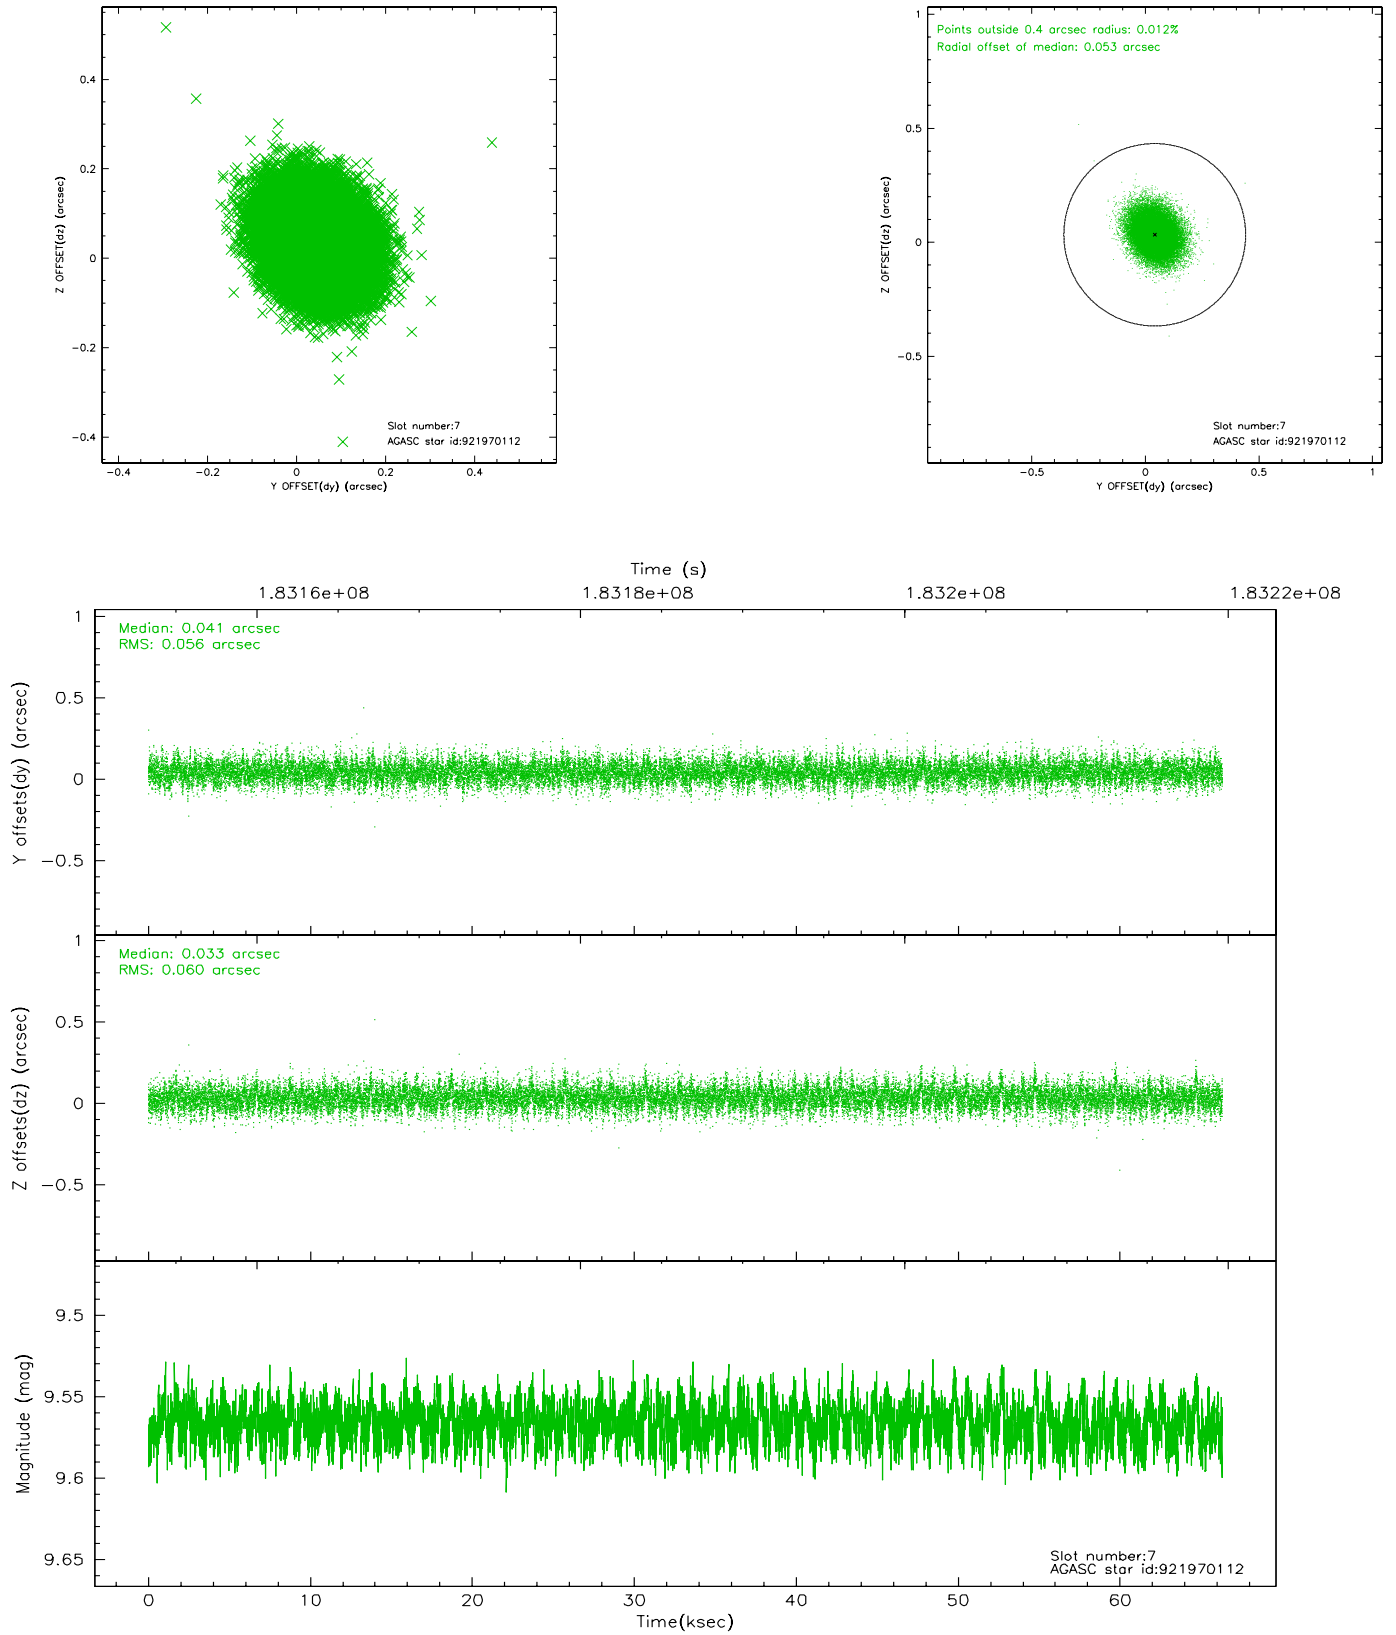 0.4
0.2
0
−0.2
−0.4
Z OFFSET(dz) (arcsec)
Slot number:7
AGASC star id:921970112
−0.4
−0.2
0
0.2
0.4
Y OFFSET(dy) (arcsec)
Points outside 0.4 arcsec radius: 0.012%
Radial offset of median: 0.053 arcsec
1
0.5
0
−0.5
Z OFFSET(dz) (arcsec)
Slot number:7
AGASC star id:921970112
−0.5
0
0.5
1
Y OFFSET(dy) (arcsec)
Time (s)
1.8316e+08
1.8318e+08
1.832e+08
1.8322e+08
Median: 0.041 arcsec
RMS: 0.056 arcsec
1
0.5
0
−0.5
Y offsets(dy) (arcsec)
Median: 0.033 arcsec
RMS: 0.060 arcsec
1
0.5
0
−0.5
Z offsets(dz) (arcsec)
9.5
9.55
9.6
9.65
Magnitude (mag)
Slot number:7
AGASC star id:921970112
0
10
20
30
40
50
60
Time(ksec)